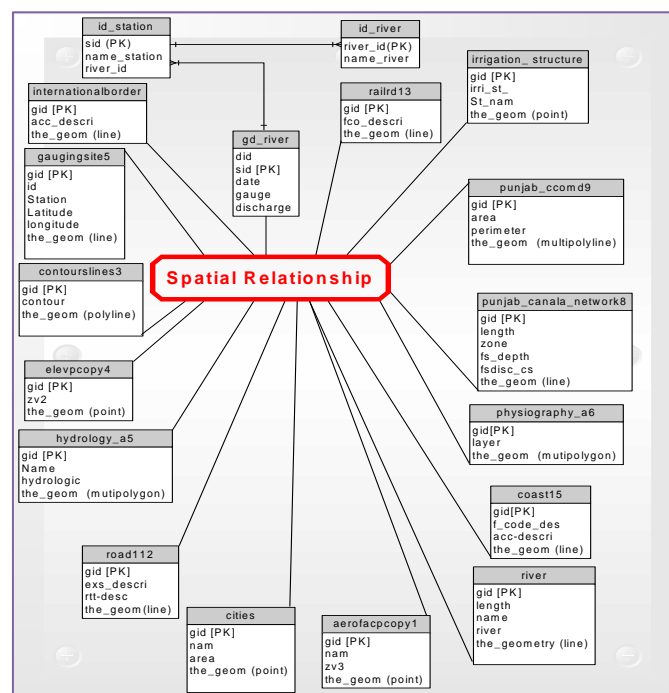 id_station
sid (PK)
name_station
river_id
id_river
river_id(PK)
name_river
irrigation_ structure
gid [PK]
irri_st_
St_nam
the_geom (point)
internationalborder
gid [PK]
acc_descri
the_geom (line)
railrd13
gid [PK]
fco_descri
the_geom (line)
gd_river
did
sid [PK]
date
gauge
discharge
gaugingsite5
gid [PK]
id
Station
Latitude
longitude
the_geom (line)
punjab_ccomd9
gid [PK]
area
perimeter
the_geom (multipolyline)
Spatial Relationship
contourslines3
gid [PK]
contour
the_geom (polyline)
punjab_canala_network8
gid [PK]
length
zone
fs_depth
fsdisc_cs
the_geom (line)
elevpcopy4
gid [PK]
zv2
the_geom (point)
physiography_a6
gid[PK]
layer
the_geom (mutipolygon)
hydrology_a5
gid [PK]
Name
hydrologic
the_geom (mutipolygon)
coast15
gid[PK]
f_code_des
acc-descri
the_geom (line)
road112
gid [PK]
exs_descri
rtt-desc
the_geom(line)
river
gid [PK]
length
name
river
the_geometry (line)
cities
gid [PK]
nam
area
the_geom (point)
aerofacpcopy1
gid [PK]
nam
zv3
the_geom (point)